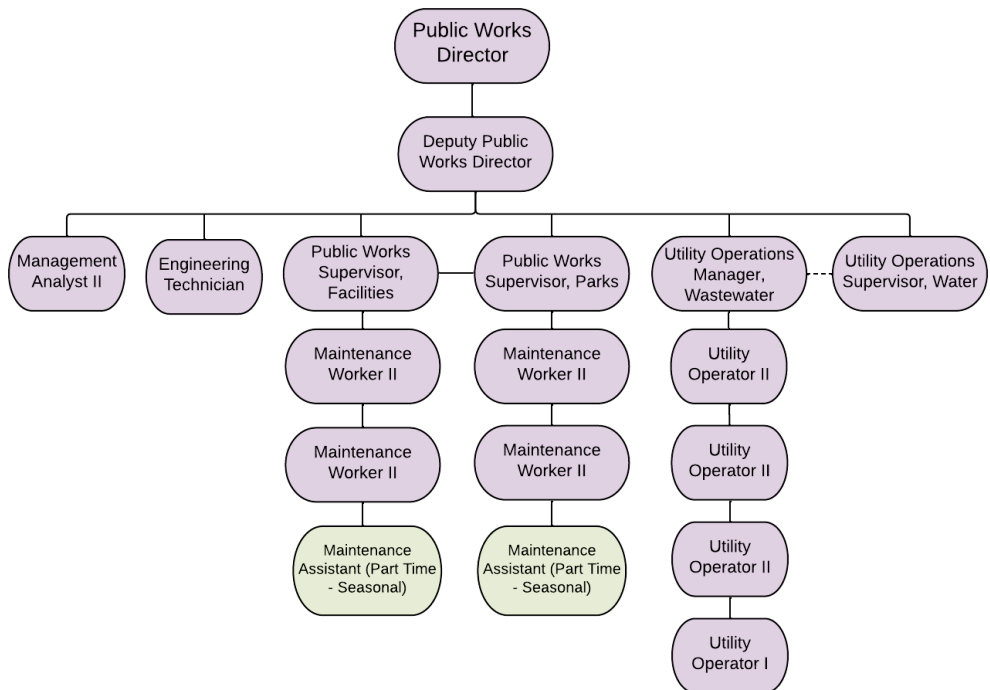 Public Works
Director
Deputy Public
Works Director
Management
Analyst II
Engineering
Technician
Public Works
Supervisor,
Facilities
Public Works
Supervisor, Parks
Utility Operations
Manager,
Wastewater
Utility Operations
Supervisor, Water
Maintenance
Worker II
Maintenance
Worker II
Utility
Operator II
Maintenance
Worker II
Maintenance
Worker II
Utility
Operator II
Maintenance
Assistant (Part Time
- Seasonal)
Maintenance
Assistant (Part Time
- Seasonal)
Utility
Operator II
Utility
Operator I